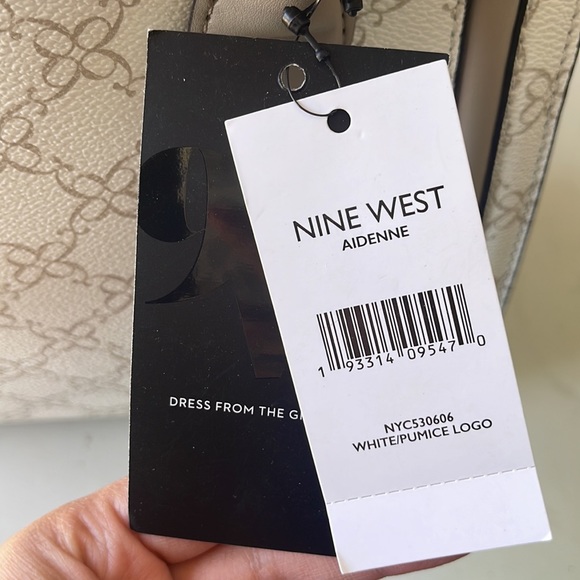 NINE WEST
AIDENNE
1 93314 09547 0
NYC530606
WHITE/PUMICE LOGO
DRESS FROM THE